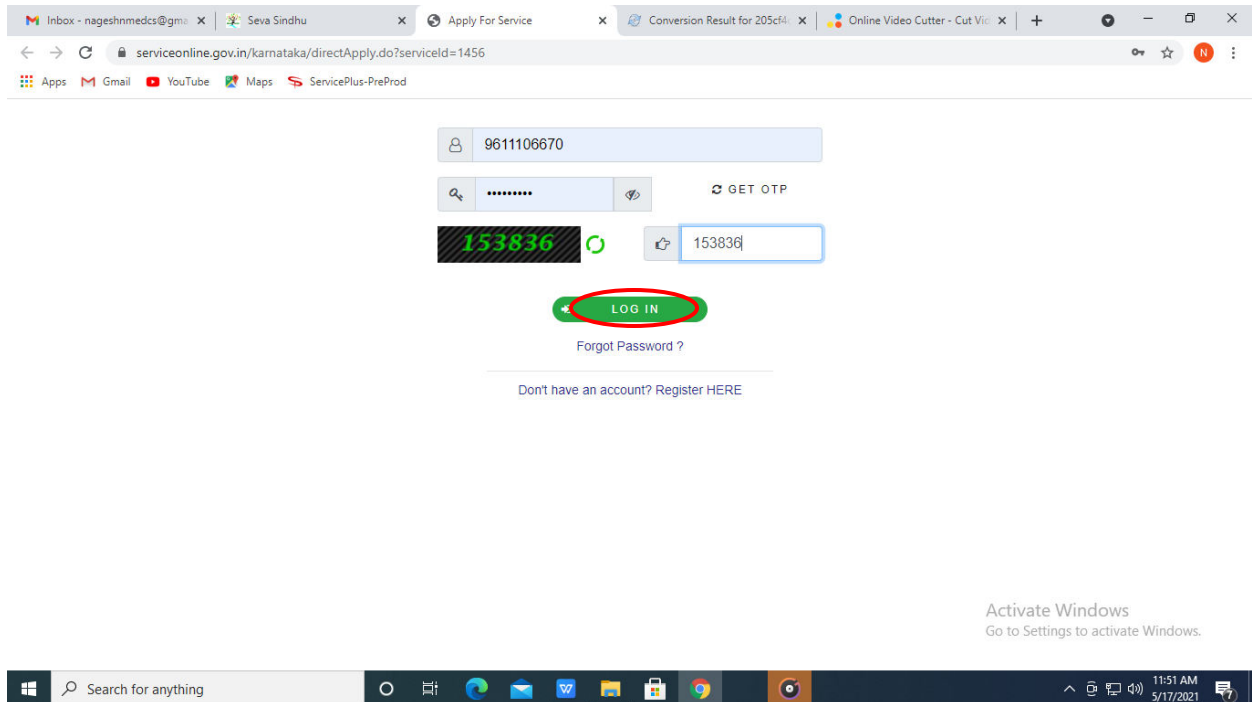 Inbox - nageshnmedcs@gma
Seva Sindhu
Apply For Service
Conversion Result for 205cf4
Online Video Cutter - Cut Vid
serviceonline.gov.in/karnataka/directApply.do?serviceId=1456
N
Apps
Gmail
YouTube
Maps
ServicePlus-PreProd
9611106670
•••••••••
GET OTP
153836
153836
LOG IN
Forgot Password ?
Don't have an account? Register HERE
Activate Windows
Go to Settings to activate Windows.
Search for anything
11:51 AM
5/17/2021
7